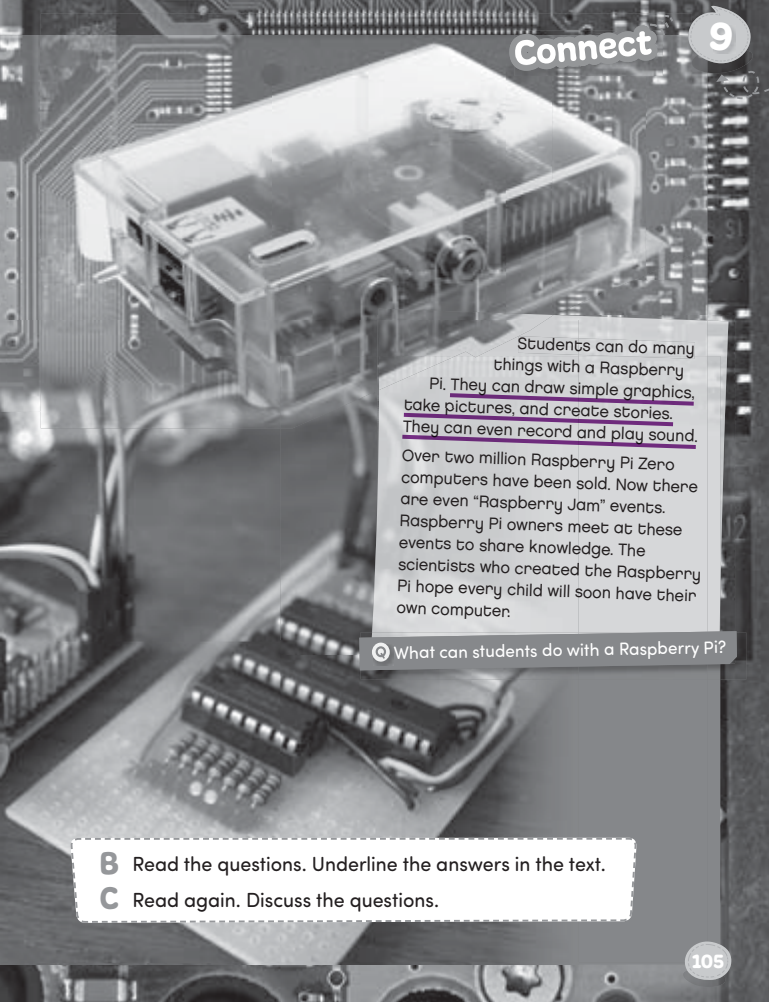 Connect
9
Students can do many
things with a Raspberry
Pi. They can draw simple graphics,
take pictures, and create stories.
They can even record and play sound.
Over two million Raspberry Pi Zero
computers have been sold. Now there
are even “Raspberry Jam” events.
Raspberry Pi owners meet at these
events to share knowledge. The
scientists who created the Raspberry
Pi hope every child will soon have their
own computer.
Q What can students do with a Raspberry Pi?
B Read the questions. Underline the answers in the text.
C Read again. Discuss the questions.
105